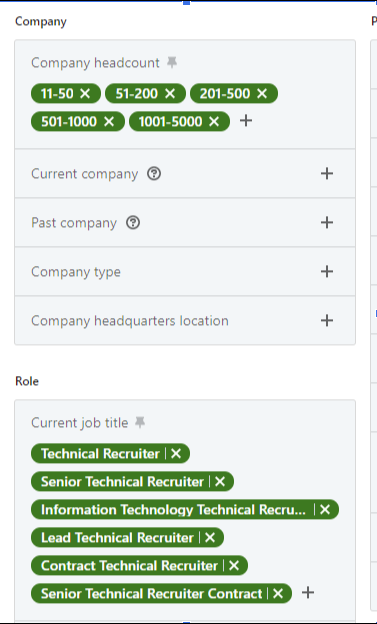 Company
Company headcount
11-50 51-200 201-500
501-1000 1001-5000
Current company
Past company
Company type
Company headquarters location
Role
Current job title
Technical Recruiter
Senior Technical Recruiter
Information Technology Technical Recru...
Lead Technical Recruiter
Contract Technical Recruiter
Senior Technical Recruiter Contract